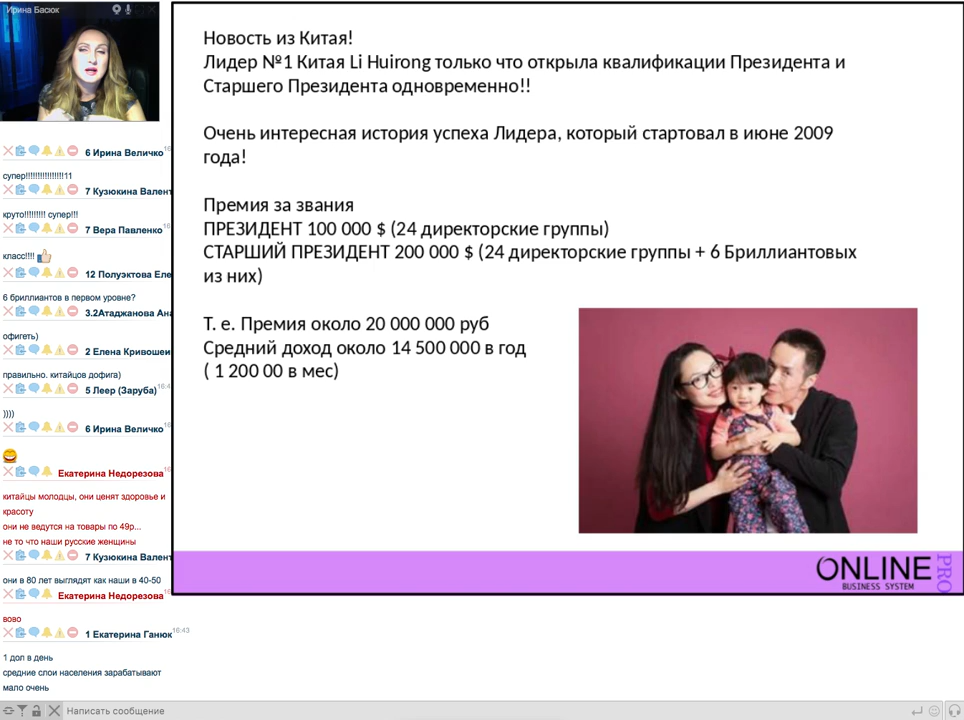 Ирина Басюк
6 Ирина Величко
супер!!!!!!!!!!!!!!!!!11
7 Кузюкина Валент
круто!!!!!!!!! супер!!!
7 Вера Павленко
класс!!!!
12 Полуэктова Еле
6 бриллиантов в первом уровне?
3.2Атаджанова Ана
офигеть)
2 Елена Кривошеи
правильно. китайцов дофига)
5 Леер (Заруба)
))))
6 Ирина Величко
Екатерина Недорезова
китайцы молодцы, они ценят здоровье и
красоту
они не ведутся на товары по 49р...
не то что наши русские женщины
7 Кузюкина Валент
они в 80 лет выглядят как наши в 40-50
Екатерина Недорезова
вово
1 Екатерина Ганюк 16:43
1 дол в день
средние слои населения зарабатывают
мало очень
Написать сообщение
Новость из Китая!
Лидер №1 Китая Li Huirong только что открыла квалификации Президента и
Старшего Президента одновременно!!
Очень интересная история успеха Лидера, который стартовал в июне 2009
года!
Премия за звания
ПРЕЗИДЕНТ 100 000 $ (24 директорские группы)
СТАРШИЙ ПРЕЗИДЕНТ 200 000 $ (24 директорские группы + 6 Бриллиантовых
из них)
Т. е. Премия около 20 000 000 руб
Средний доход около 14 500 000 в год
( 1 200 00 в мес)
ONLINE PRO
BUSINESS SYSTEM